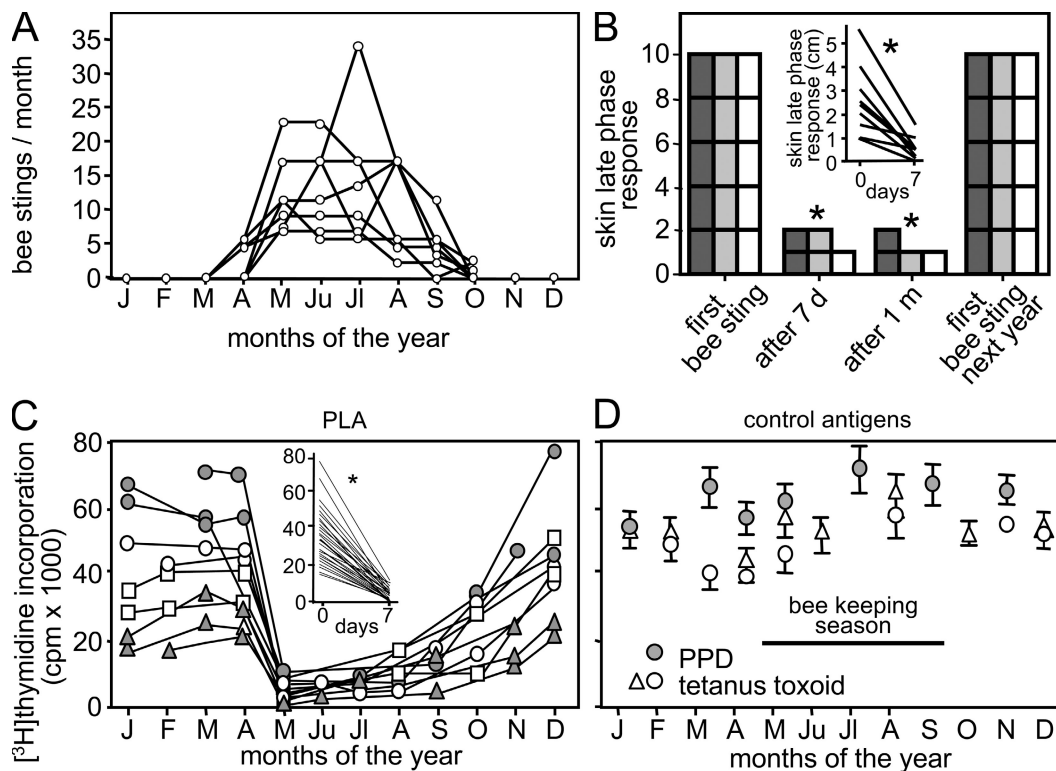 A
bee stings / month
35
30
25
20
15
10
5
0
J F M A M Ju Jl A S O N D
months of the year
B
skin late phase
response
10
8
6
4
2
0
skin late phase
response (cm)
5
4
3
2
1
0
*
0 7
days
*
*
first
bee sting
after 7 d
after 1 m
first
bee sting
next year
C
PLA
[³H]thymidine incorporation
(cpm x 1000)
80
60
40
20
0
80
60
40
20
0
*
0 7
days
J F M A M Ju Jl A S O N D
months of the year
D
control antigens
bee keeping
season
PPD
tetanus toxoid
J F M A M Ju Jl A S O N D
months of the year